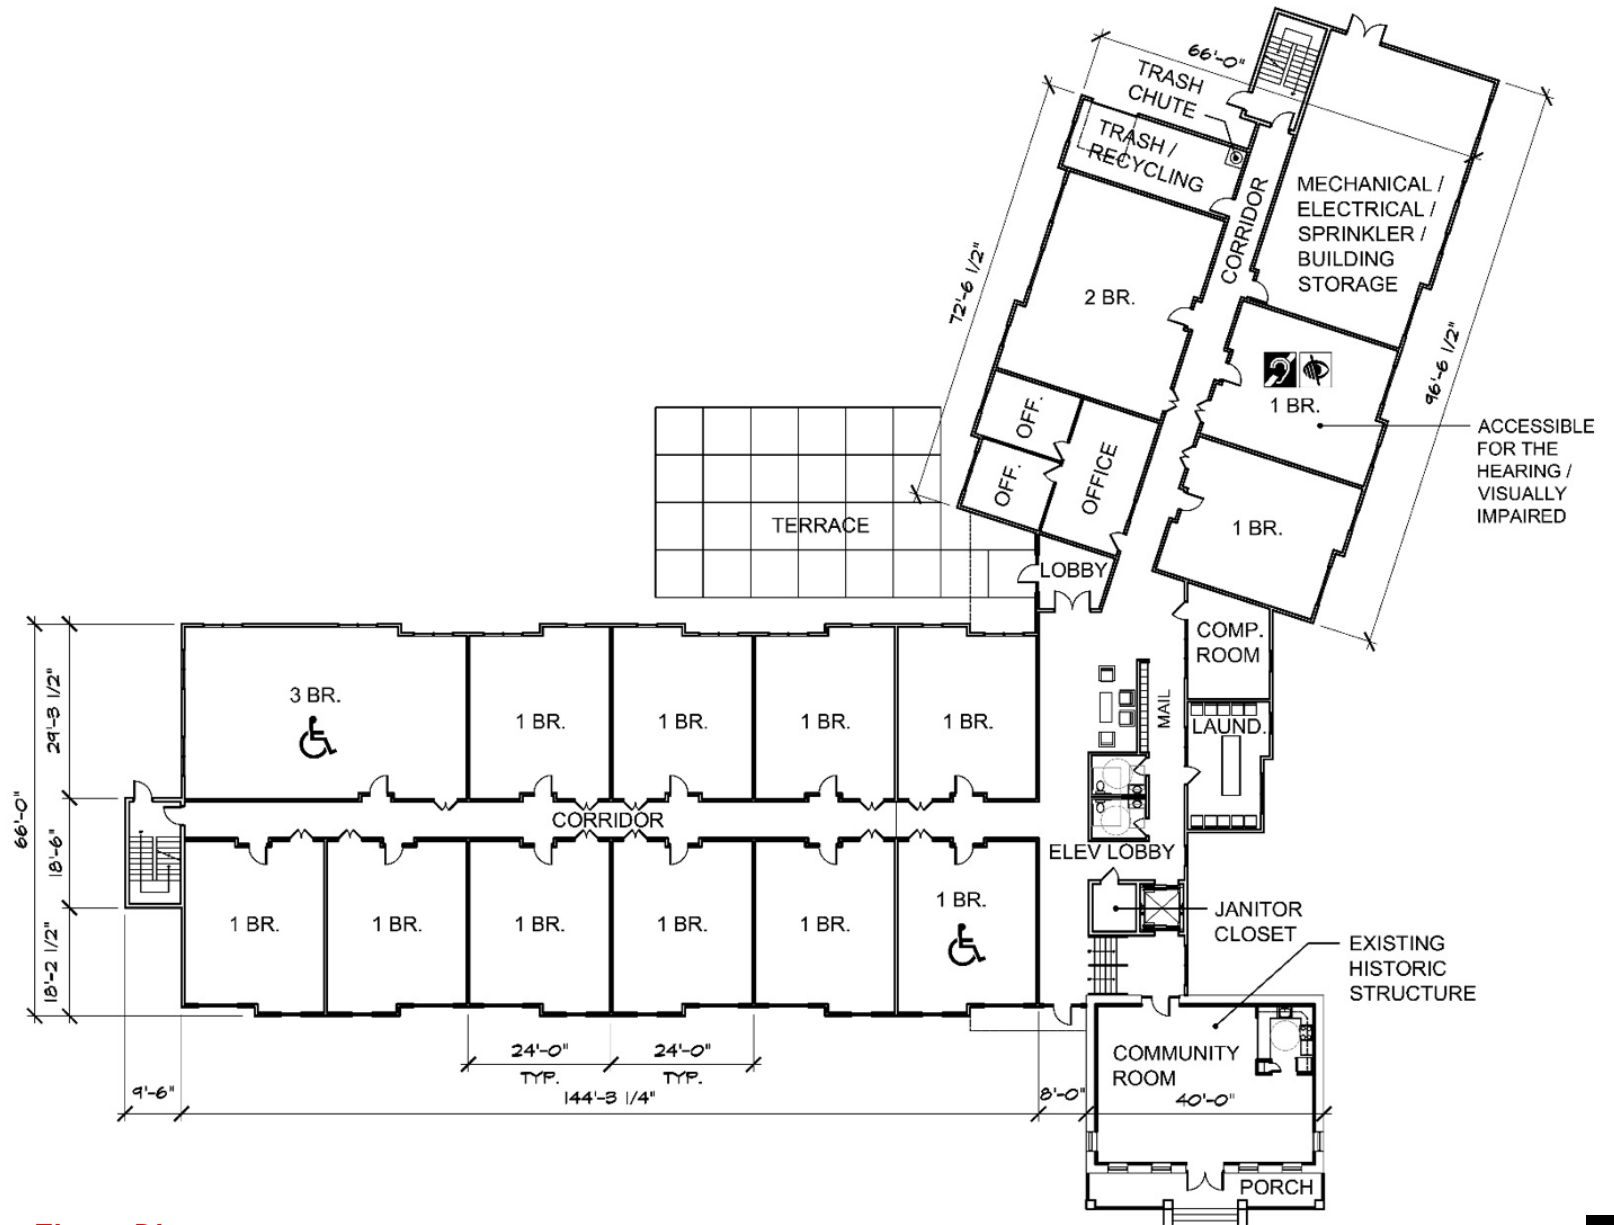 66'-0"
TRASH
CHUTE
TRASH /
RECYCLING
CORRIDOR
MECHANICAL /
ELECTRICAL /
SPRINKLER /
BUILDING
STORAGE
72'-6 1/2"
2 BR.
96'-6 1/2"
1 BR.
ACCESSIBLE
FOR THE
HEARING /
VISUALLY
IMPAIRED
OFF.
OFF.
OFFICE
1 BR.
TERRACE
LOBBY
COMP.
ROOM
MAIL
LAUND.
29'-3 1/2"
66'-0"
18'-6"
18'-2 1/2"
3 BR.
1 BR.
1 BR.
1 BR.
1 BR.
CORRIDOR
ELEV LOBBY
1 BR.
1 BR.
1 BR.
1 BR.
1 BR.
1 BR.
JANITOR
CLOSET
EXISTING
HISTORIC
STRUCTURE
COMMUNITY
ROOM
24'-0"
TYP.
24'-0"
TYP.
9'-6"
144'-3 1/4"
8'-0"
40'-0"
PORCH